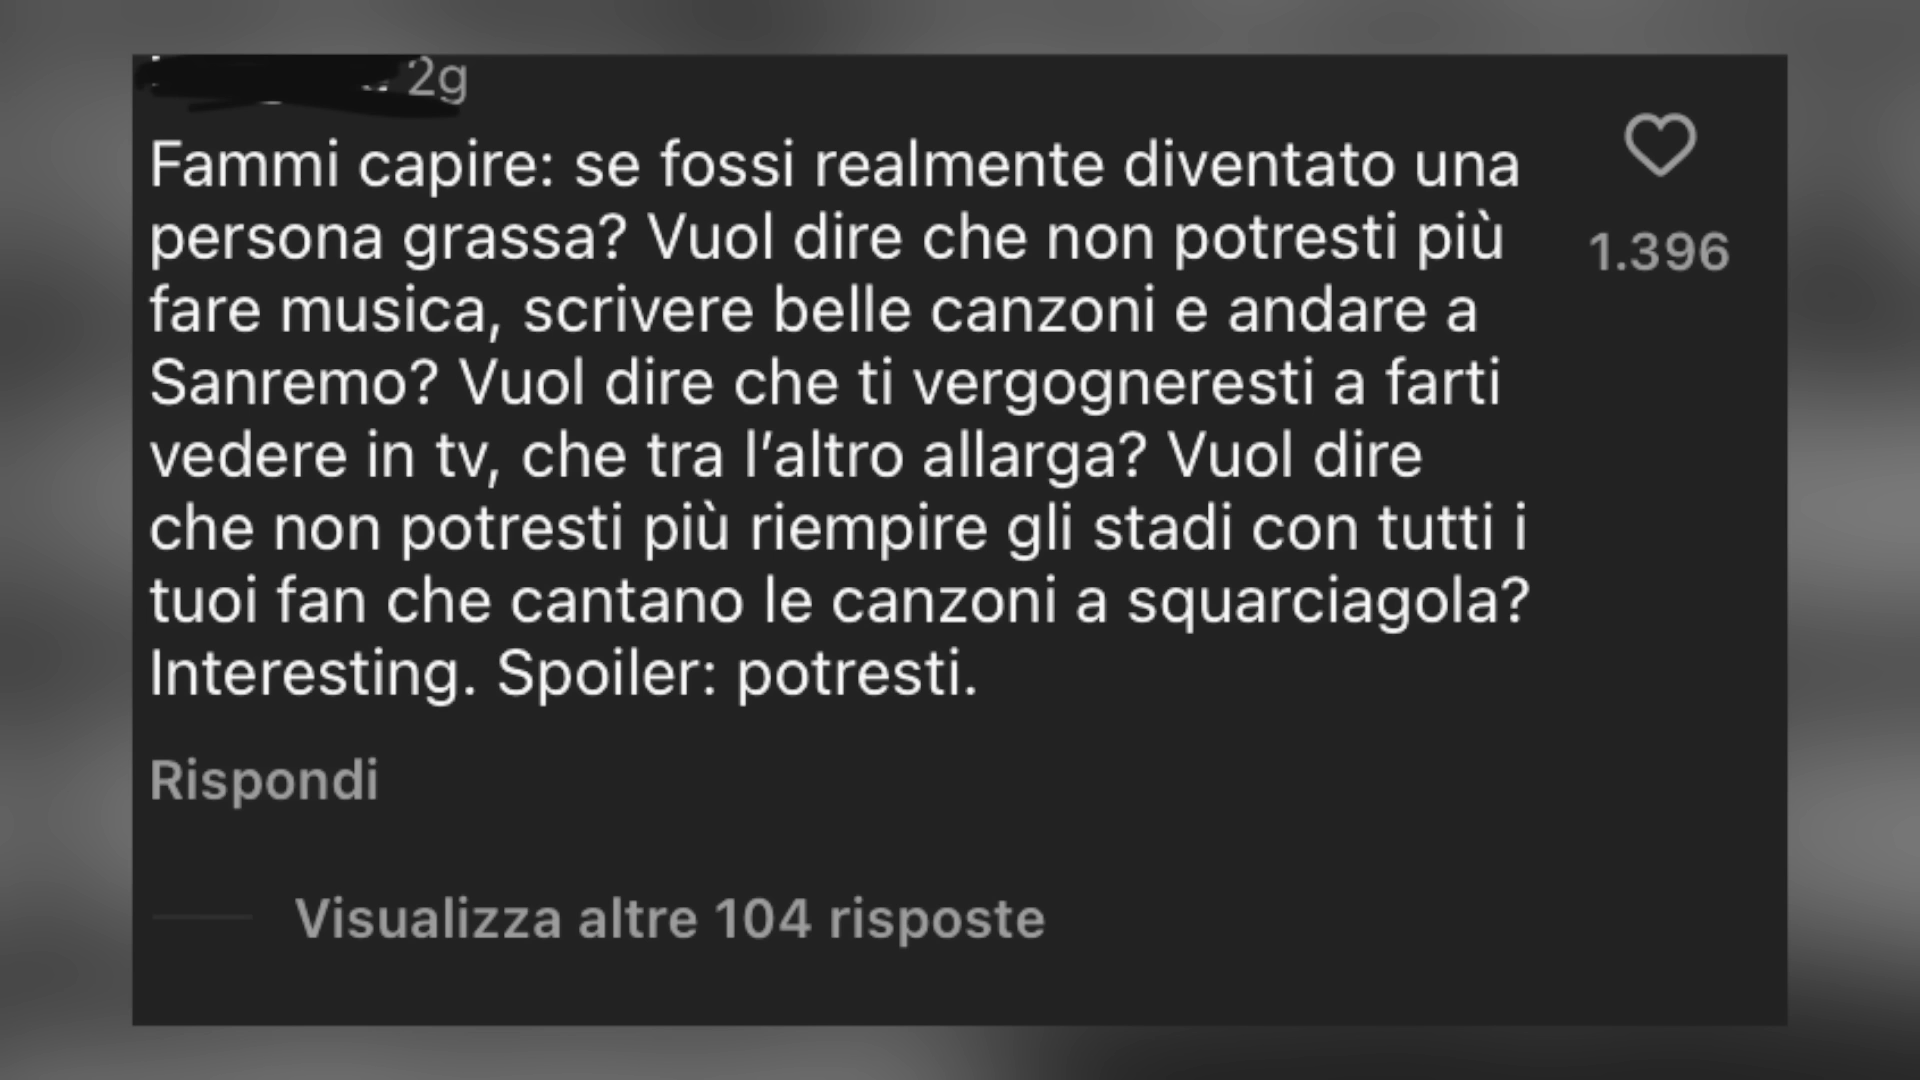 2g
Fammi capire: se fossi realmente diventato una
persona grassa? Vuol dire che non potresti più
fare musica, scrivere belle canzoni e andare a
Sanremo? Vuol dire che ti vergogneresti a farti
vedere in tv, che tra l'altro allarga? Vuol dire
che non potresti più riempire gli stadi con tutti i
tuoi fan che cantano le canzoni a squarciagola?
Interesting. Spoiler: potresti.
1.396
Rispondi
Visualizza altre 104 risposte